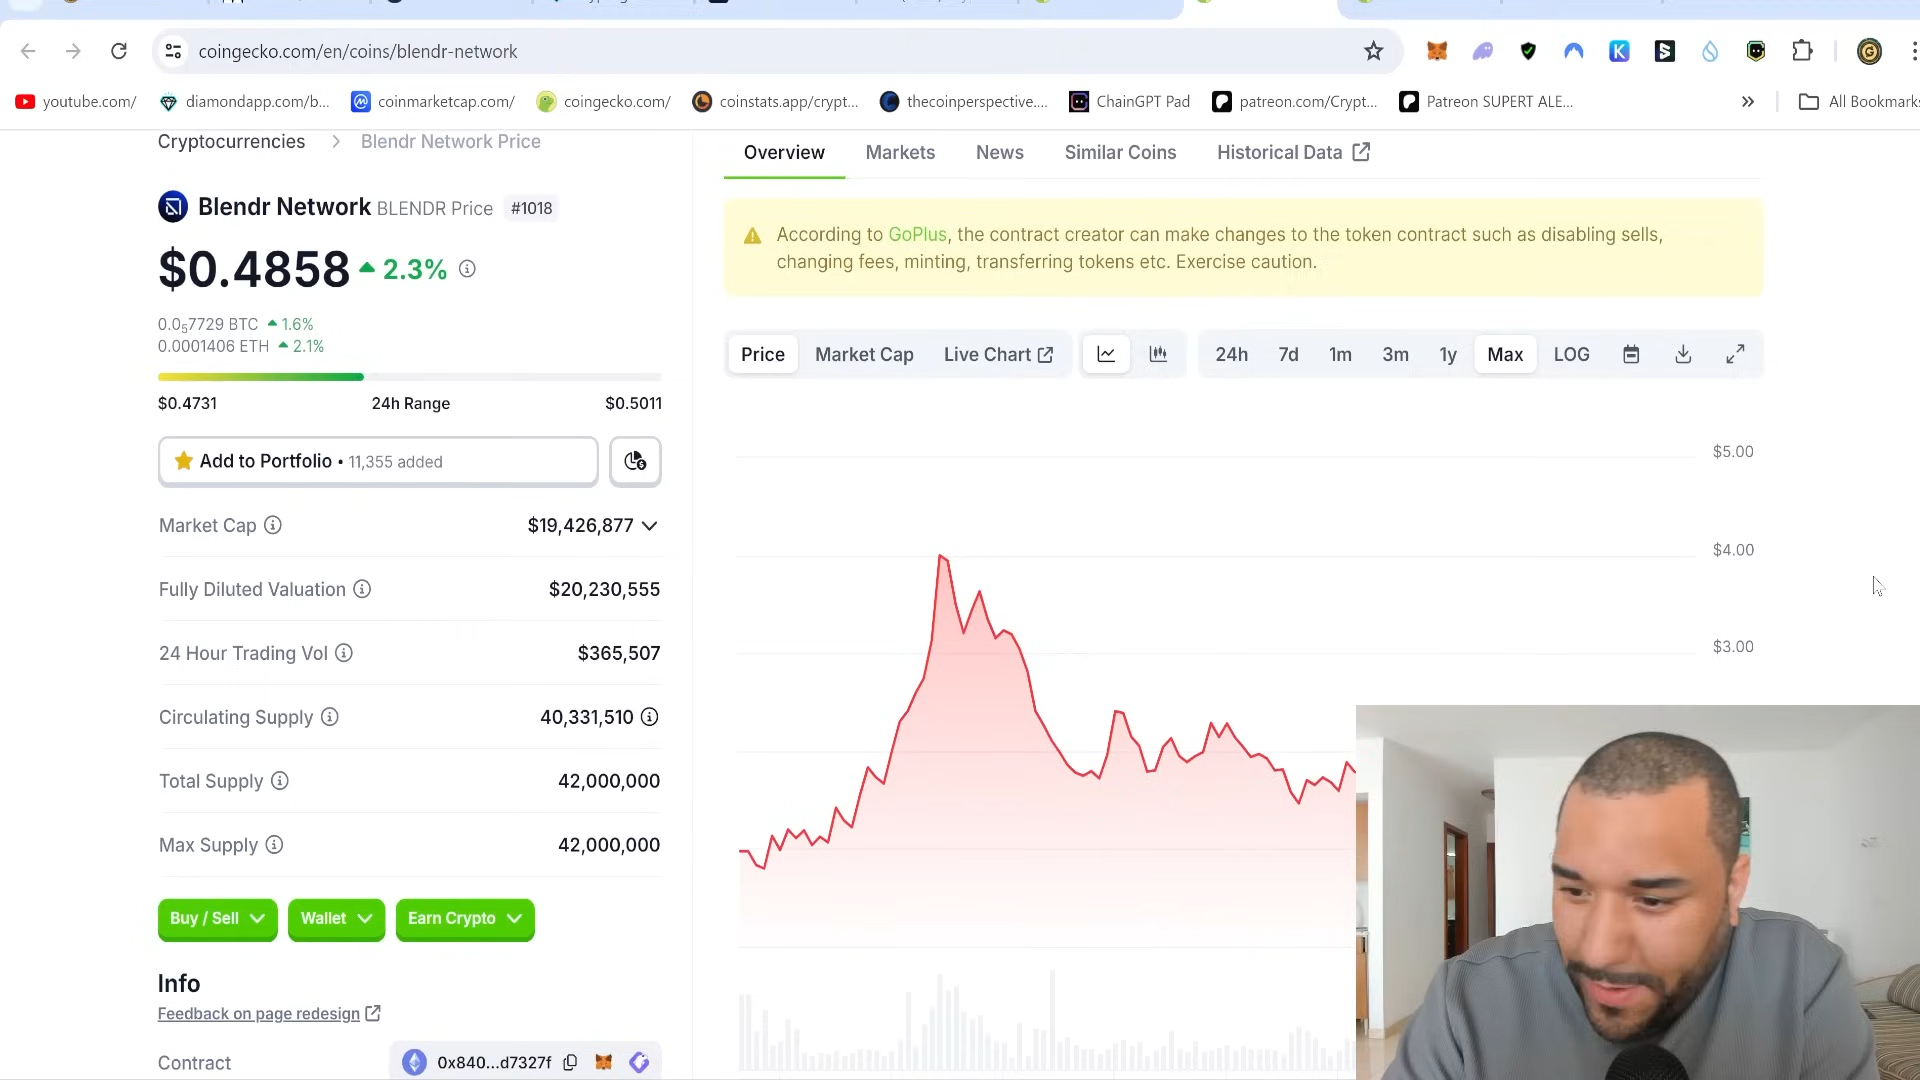 coingecko.com/en/coins/blendr-network
youtube.com/
diamondapp.com/b...
coinmarketcap.com/
coingecko.com/
coinstats.app/crypt...
thecoinperspective....
ChainGPT Pad
patreon.com/Crypt...
Patreon SUPERT ALE...
All Bookmarks
Cryptocurrencies
Blendr Network Price
Blendr Network BLENDR Price #1018
$0.4858 2.3%
0.0₅7729 BTC 1.6%
0.0001406 ETH 2.1%
$0.4731 24h Range $0.5011
Add to Portfolio • 11,355 added
Market Cap $19,426,877
Fully Diluted Valuation $20,230,555
24 Hour Trading Vol $365,507
Circulating Supply 40,331,510
Total Supply 42,000,000
Max Supply 42,000,000
Buy / Sell Wallet Earn Crypto
Info
Feedback on page redesign
Contract 0x840...d7327f
Overview Markets News Similar Coins Historical Data
According to GoPlus, the contract creator can make changes to the token contract such as disabling sells,
changing fees, minting, transferring tokens etc. Exercise caution.
Price Market Cap Live Chart 24h 7d 1m 3m 1y Max LOG
$5.00
$4.00
$3.00